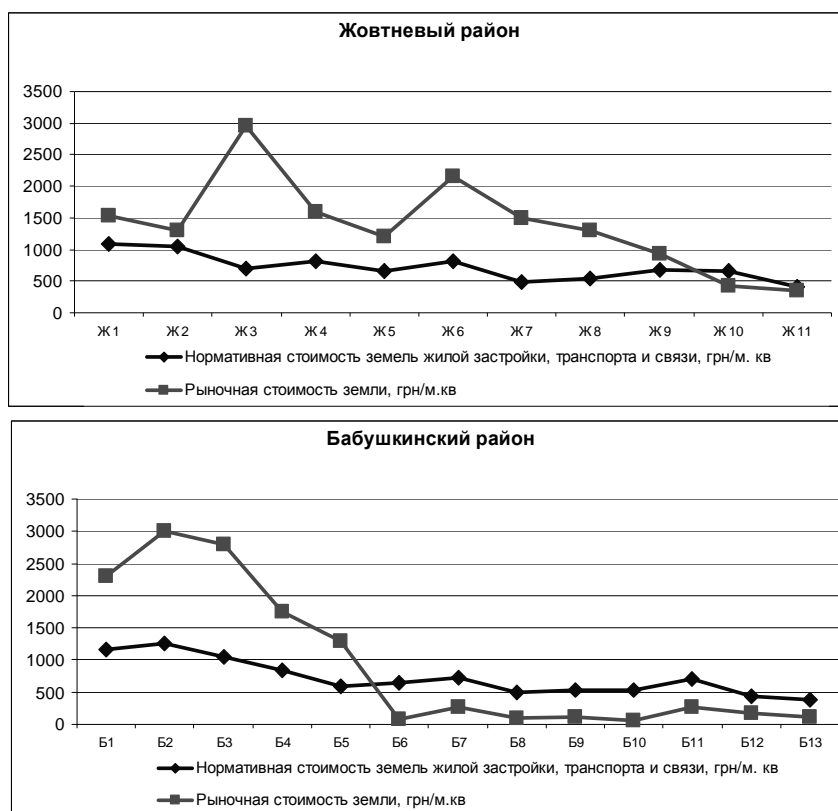 Жовтневый район
3500
3000
2500
2000
1500
1000
500
0
Ж1 Ж2 Ж3 Ж4 Ж5 Ж6 Ж7 Ж8 Ж9 Ж10 Ж11
Нормативная стоимость земель жилой застройки, транспорта и связи, грн/м. кв
Рыночная стоимость земли, грн/м.кв
Бабушкинский район
3500
3000
2500
2000
1500
1000
500
0
Б1 Б2 Б3 Б4 Б5 Б6 Б7 Б8 Б9 Б10 Б11 Б12 Б13
Нормативная стоимость земель жилой застройки, транспорта и связи, грн/м. кв
Рыночная стоимость земли, грн/м.кв